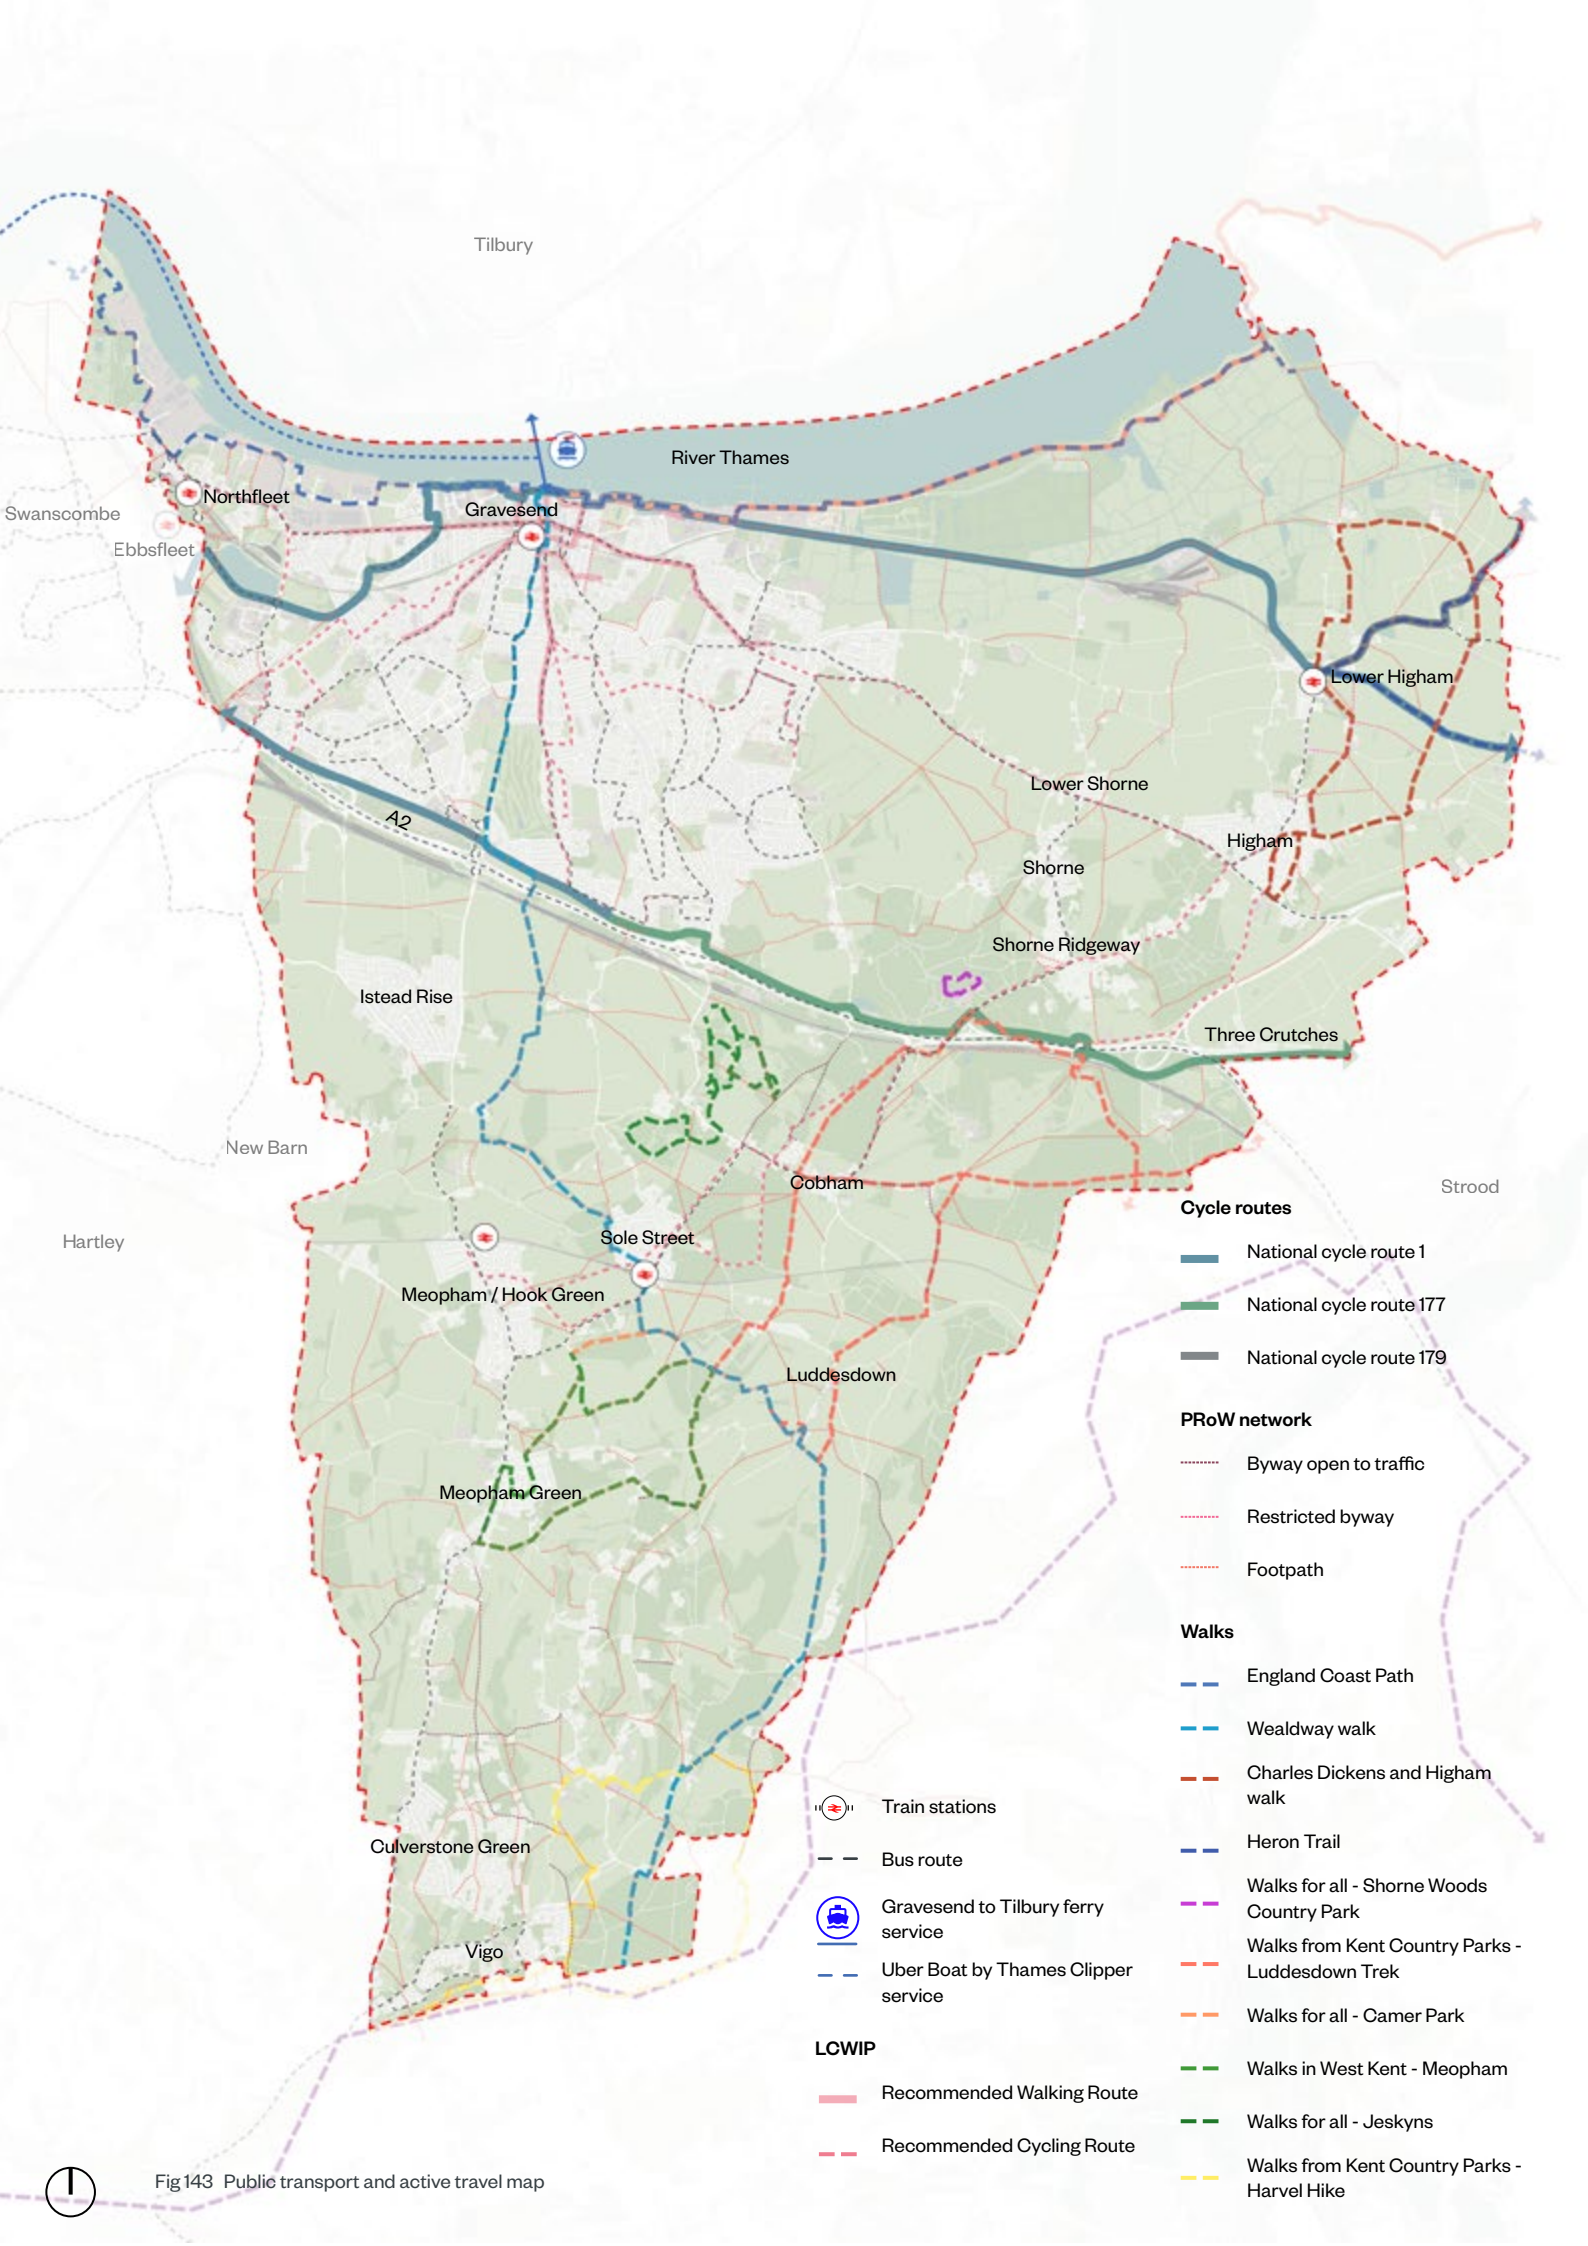 Tilbury
River Thames
Northfleet
Swanscombe
Gravesend
Ebbsfleet
Lower Higham
Lower Shorne
A2
Higham
Shorne
Shorne Ridgeway
Istead Rise
Three Crutches
New Barn
Cobham
Strood
Hartley
Sole Street
Meopham / Hook Green
Luddesdown
Meopham Green
Culverstone Green
Vigo
Train stations
Bus route
Gravesend to Tilbury ferry
service
Uber Boat by Thames Clipper
service
LCWIP
Recommended Walking Route
Recommended Cycling Route
Cycle routes
National cycle route 1
National cycle route 177
National cycle route 179
PRoW network
Byway open to traffic
Restricted byway
Footpath
Walks
England Coast Path
Wealdway walk
Charles Dickens and Higham
walk
Heron Trail
Walks for all - Shorne Woods
Country Park
Walks from Kent Country Parks -
Luddesdown Trek
Walks for all - Camer Park
Walks in West Kent - Meopham
Walks for all - Jeskyns
Walks from Kent Country Parks -
Harvel Hike
Fig 143 Public transport and active travel map